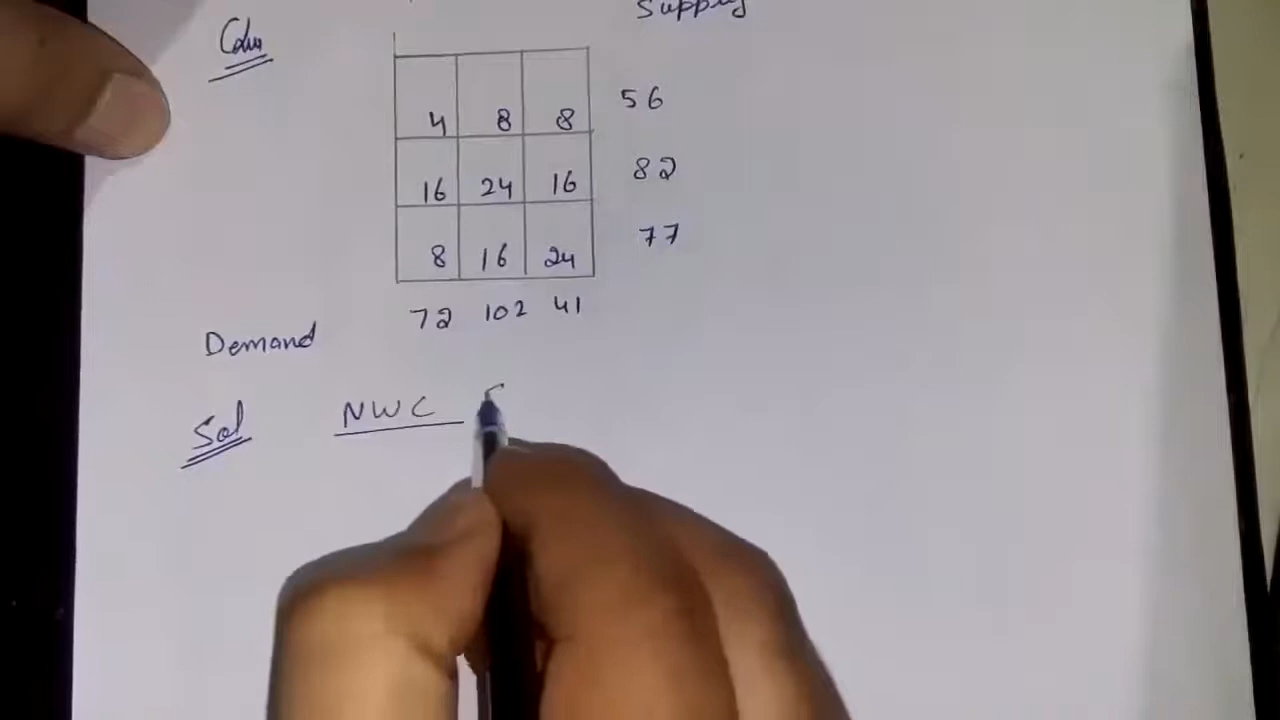 Supply
4 8 8 56
16 24 16 82
8 16 24 77
72 102 41
Demand
Sol NWC